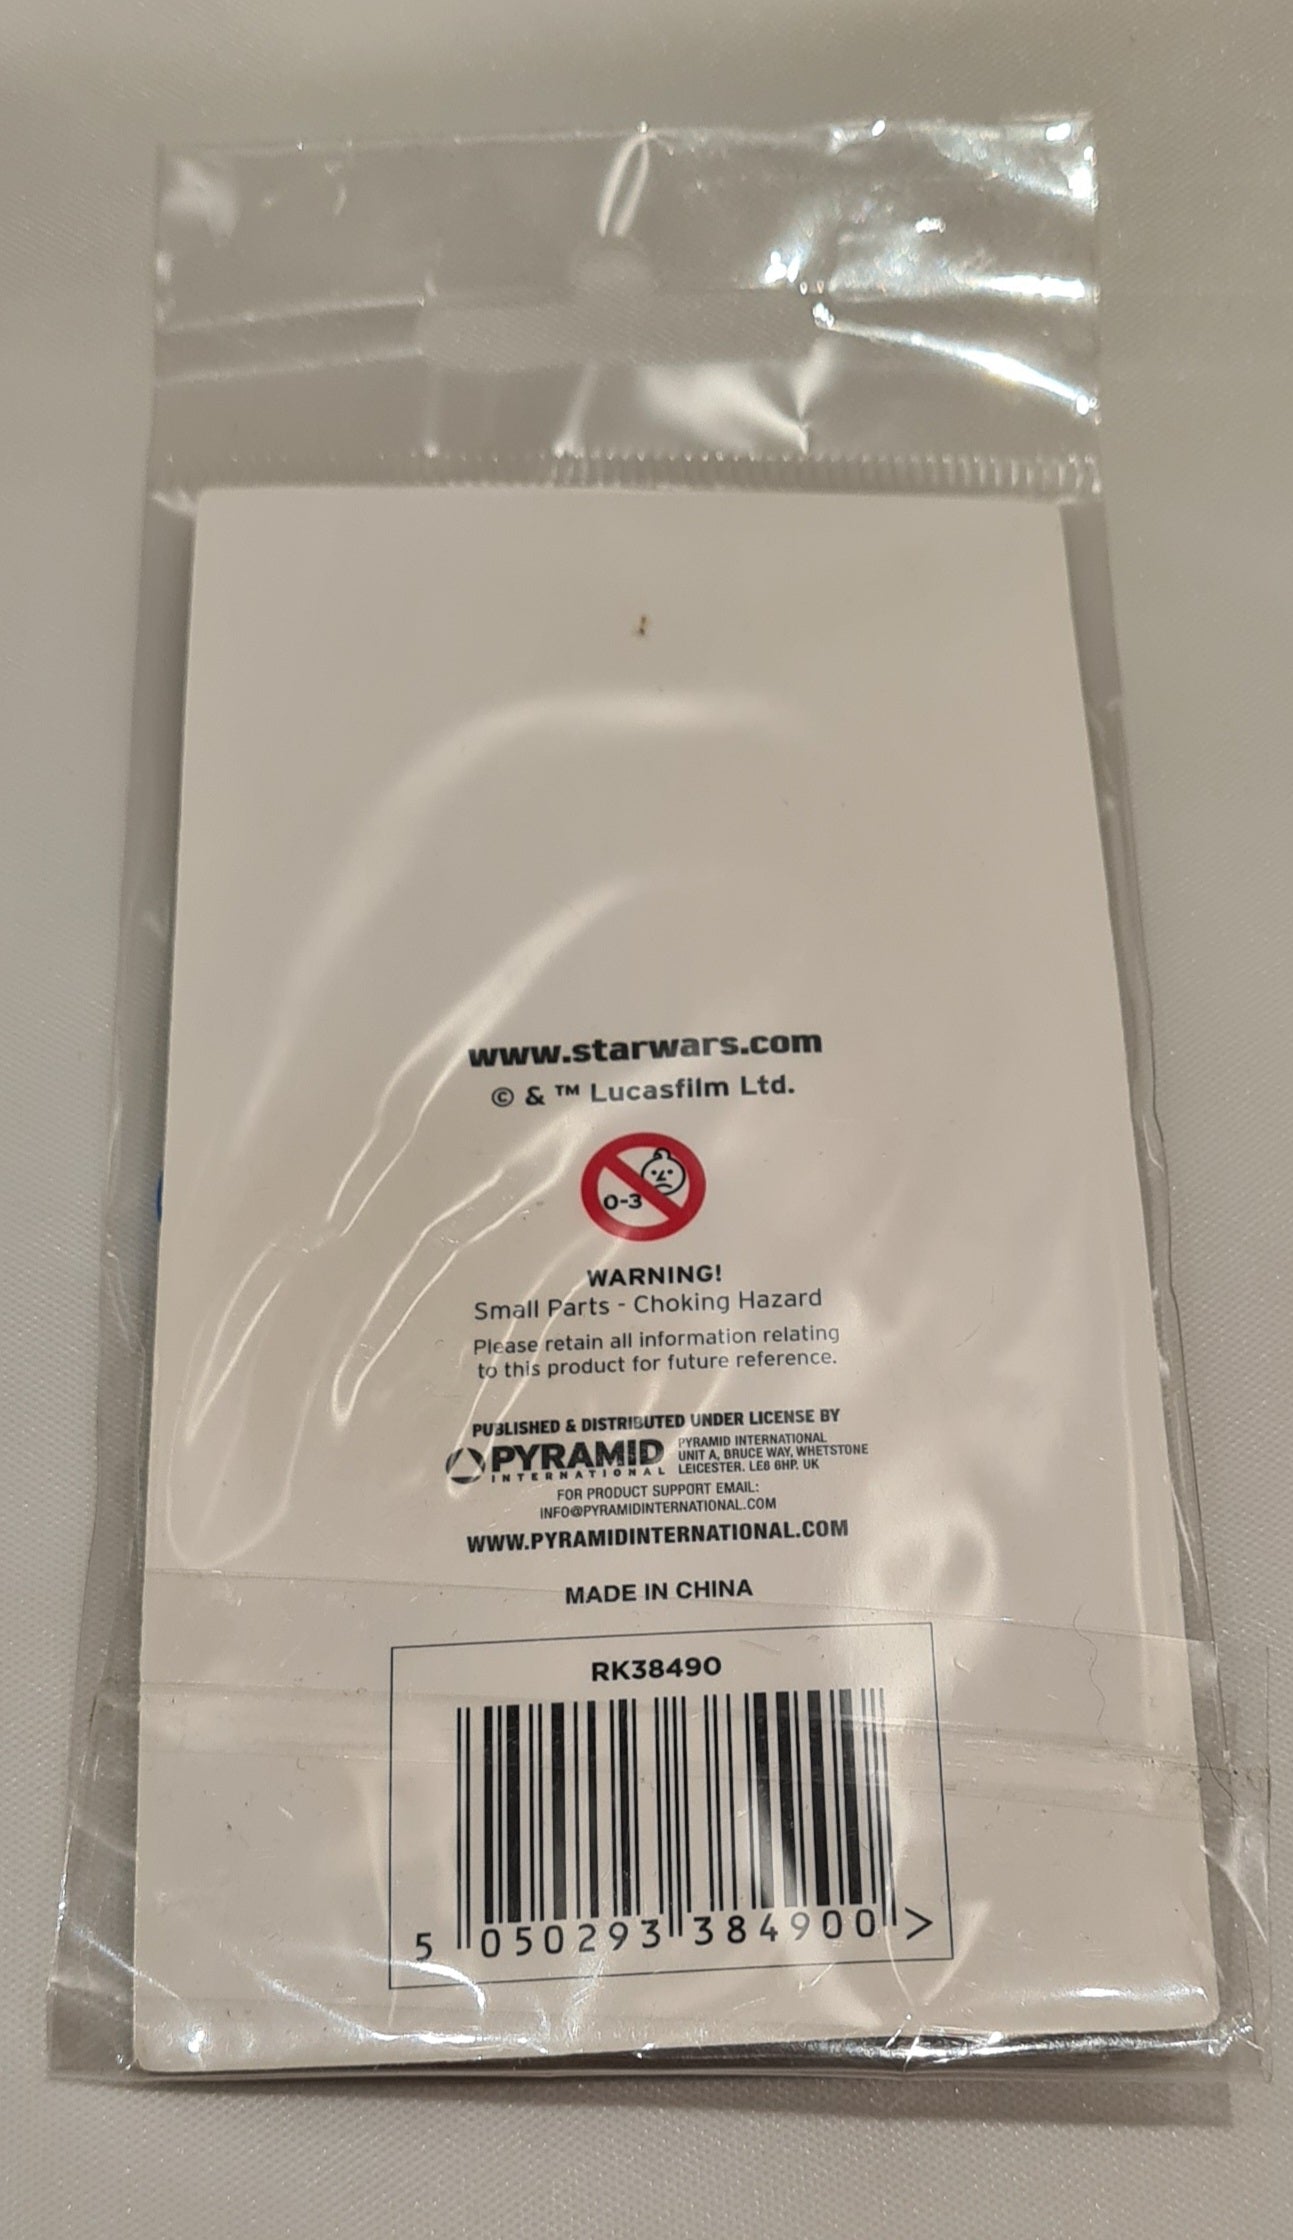 www.starwars.com
© & ™ Lucasfilm Ltd.
0-3
WARNING!
Small Parts - Choking Hazard
Please retain all information relating
to this product for future reference.
PUBLISHED & DISTRIBUTED UNDER LICENSE BY
PYRAMID
INTERNATIONAL
PYRAMID INTERNATIONAL
UNIT A, BRUCE WAY, WHETSTONE
LEICESTER. LE8 6HP. UK
FOR PRODUCT SUPPORT EMAIL:
INFO@PYRAMIDINTERNATIONAL.COM
WWW.PYRAMIDINTERNATIONAL.COM
MADE IN CHINA
RK38490
5 050293 384900 >